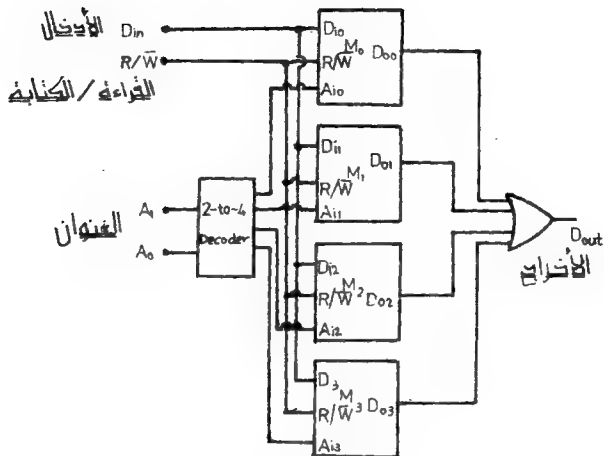 الأدخال Din
R/W̅
القراءة / الكتابة
Di0 M0 D00
R/W̅
Ai0
Di1 D01
R/W̅ M1
Ai1
العنوان
A1
A0
2-to-4
Decoder
Di2
R/W̅ M2 D02
Ai2
D3
R/W̅ M3 D03
Ai3
Dout
الأخراج